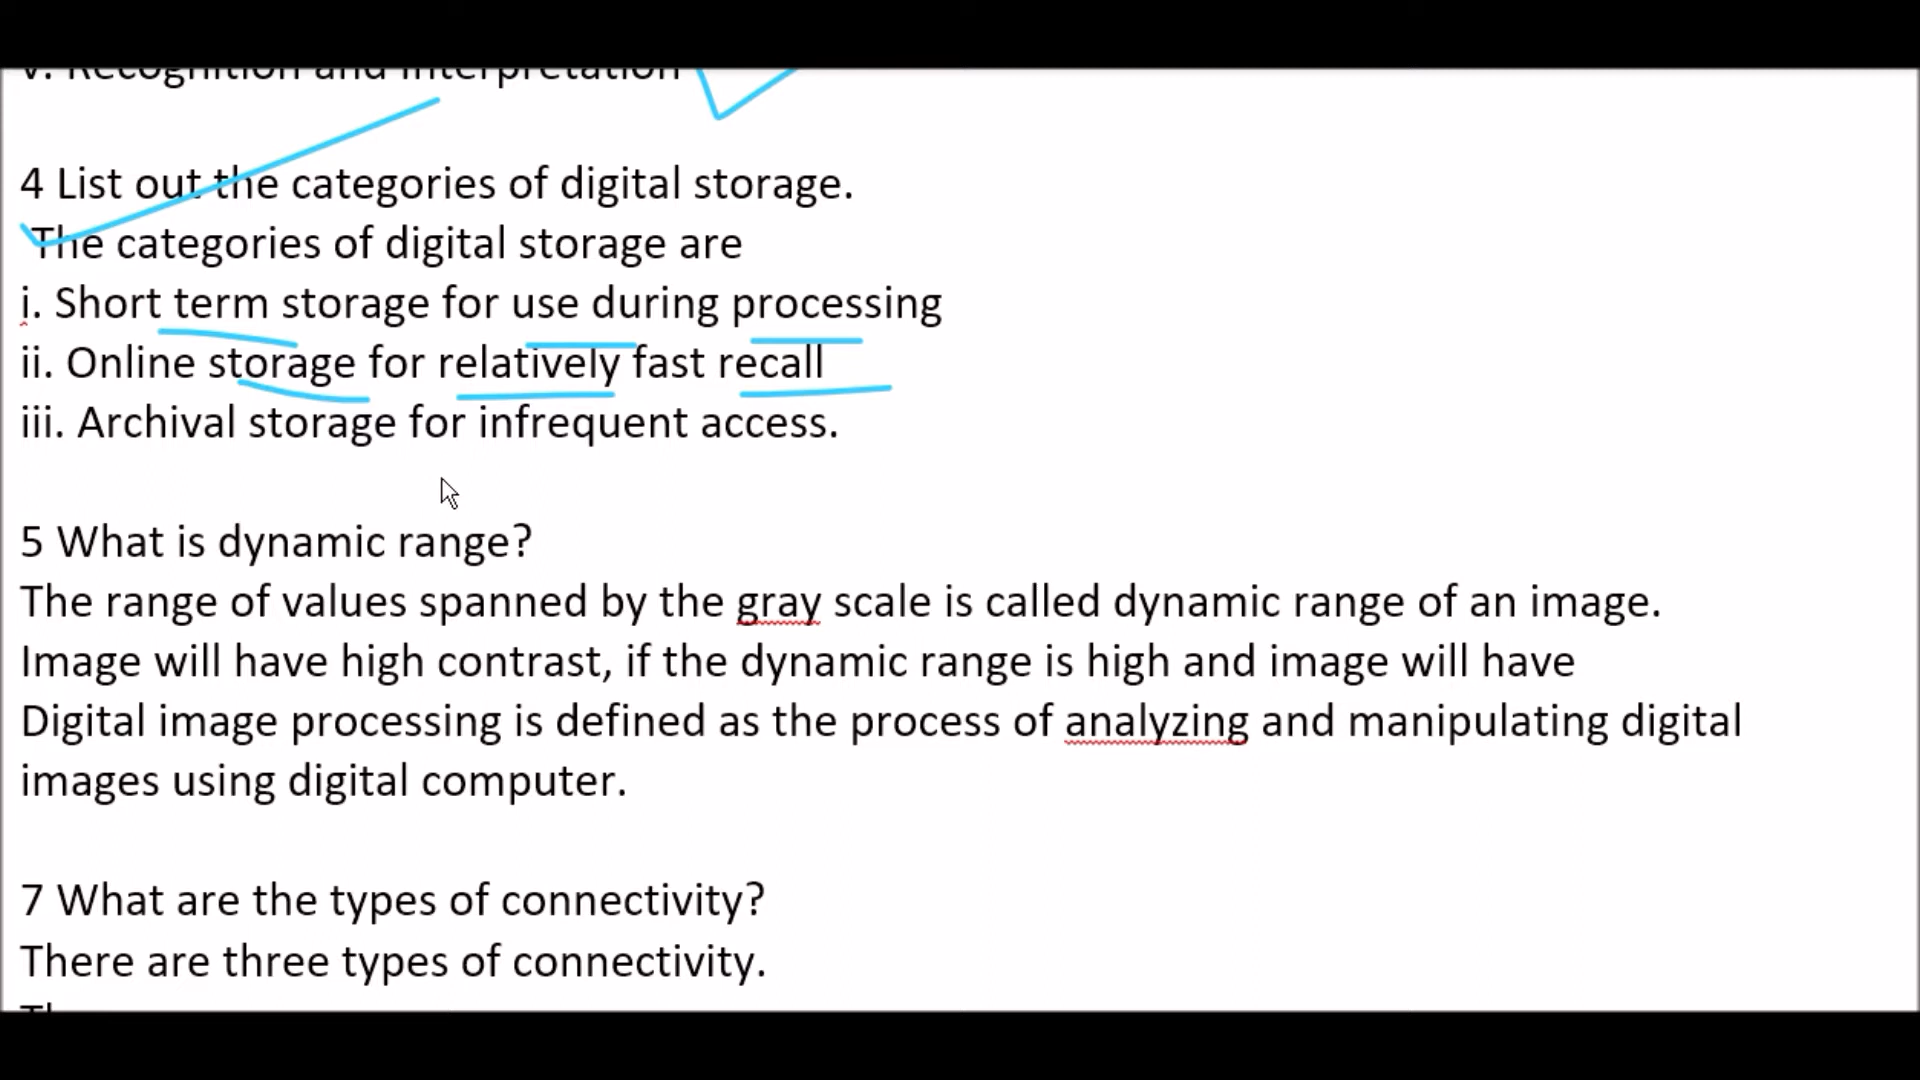 v. Recognition and Interpretation
4 List out the categories of digital storage.
The categories of digital storage are
i. Short term storage for use during processing
ii. Online storage for relatively fast recall
iii. Archival storage for infrequent access.
5 What is dynamic range?
The range of values spanned by the gray scale is called dynamic range of an image.
Image will have high contrast, if the dynamic range is high and image will have
Digital image processing is defined as the process of analyzing and manipulating digital
images using digital computer.
7 What are the types of connectivity?
There are three types of connectivity.